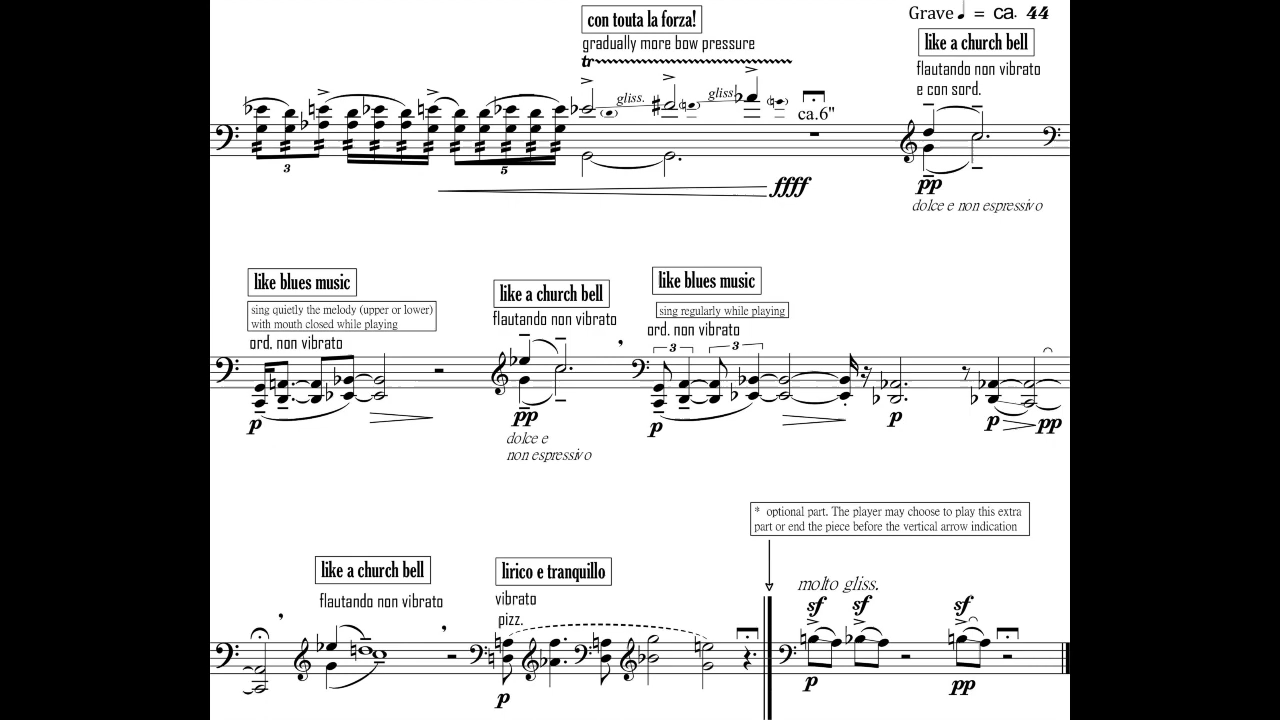 con touta la forza!
gradually more bow pressure
tr
gliss.
gliss.
ca.6"
3
5
ffff
Grave ♩ = ca. 44
like a church bell
flautando non vibrato
e con sord.
pp
dolce e non espressivo
like blues music
sing quietly the melody (upper or lower)
with mouth closed while playing
ord. non vibrato
p
like a church bell
flautando non vibrato
pp
dolce e
non espressivo
like blues music
sing regularly while playing
ord. non vibrato
3
3
p
p
p
pp
like a church bell
flautando non vibrato
lirico e tranquillo
vibrato
pizz.
p
* optional part. The player may choose to play this extra
part or end the piece before the vertical arrow indication
molto gliss.
sf
sf
sf
p
pp